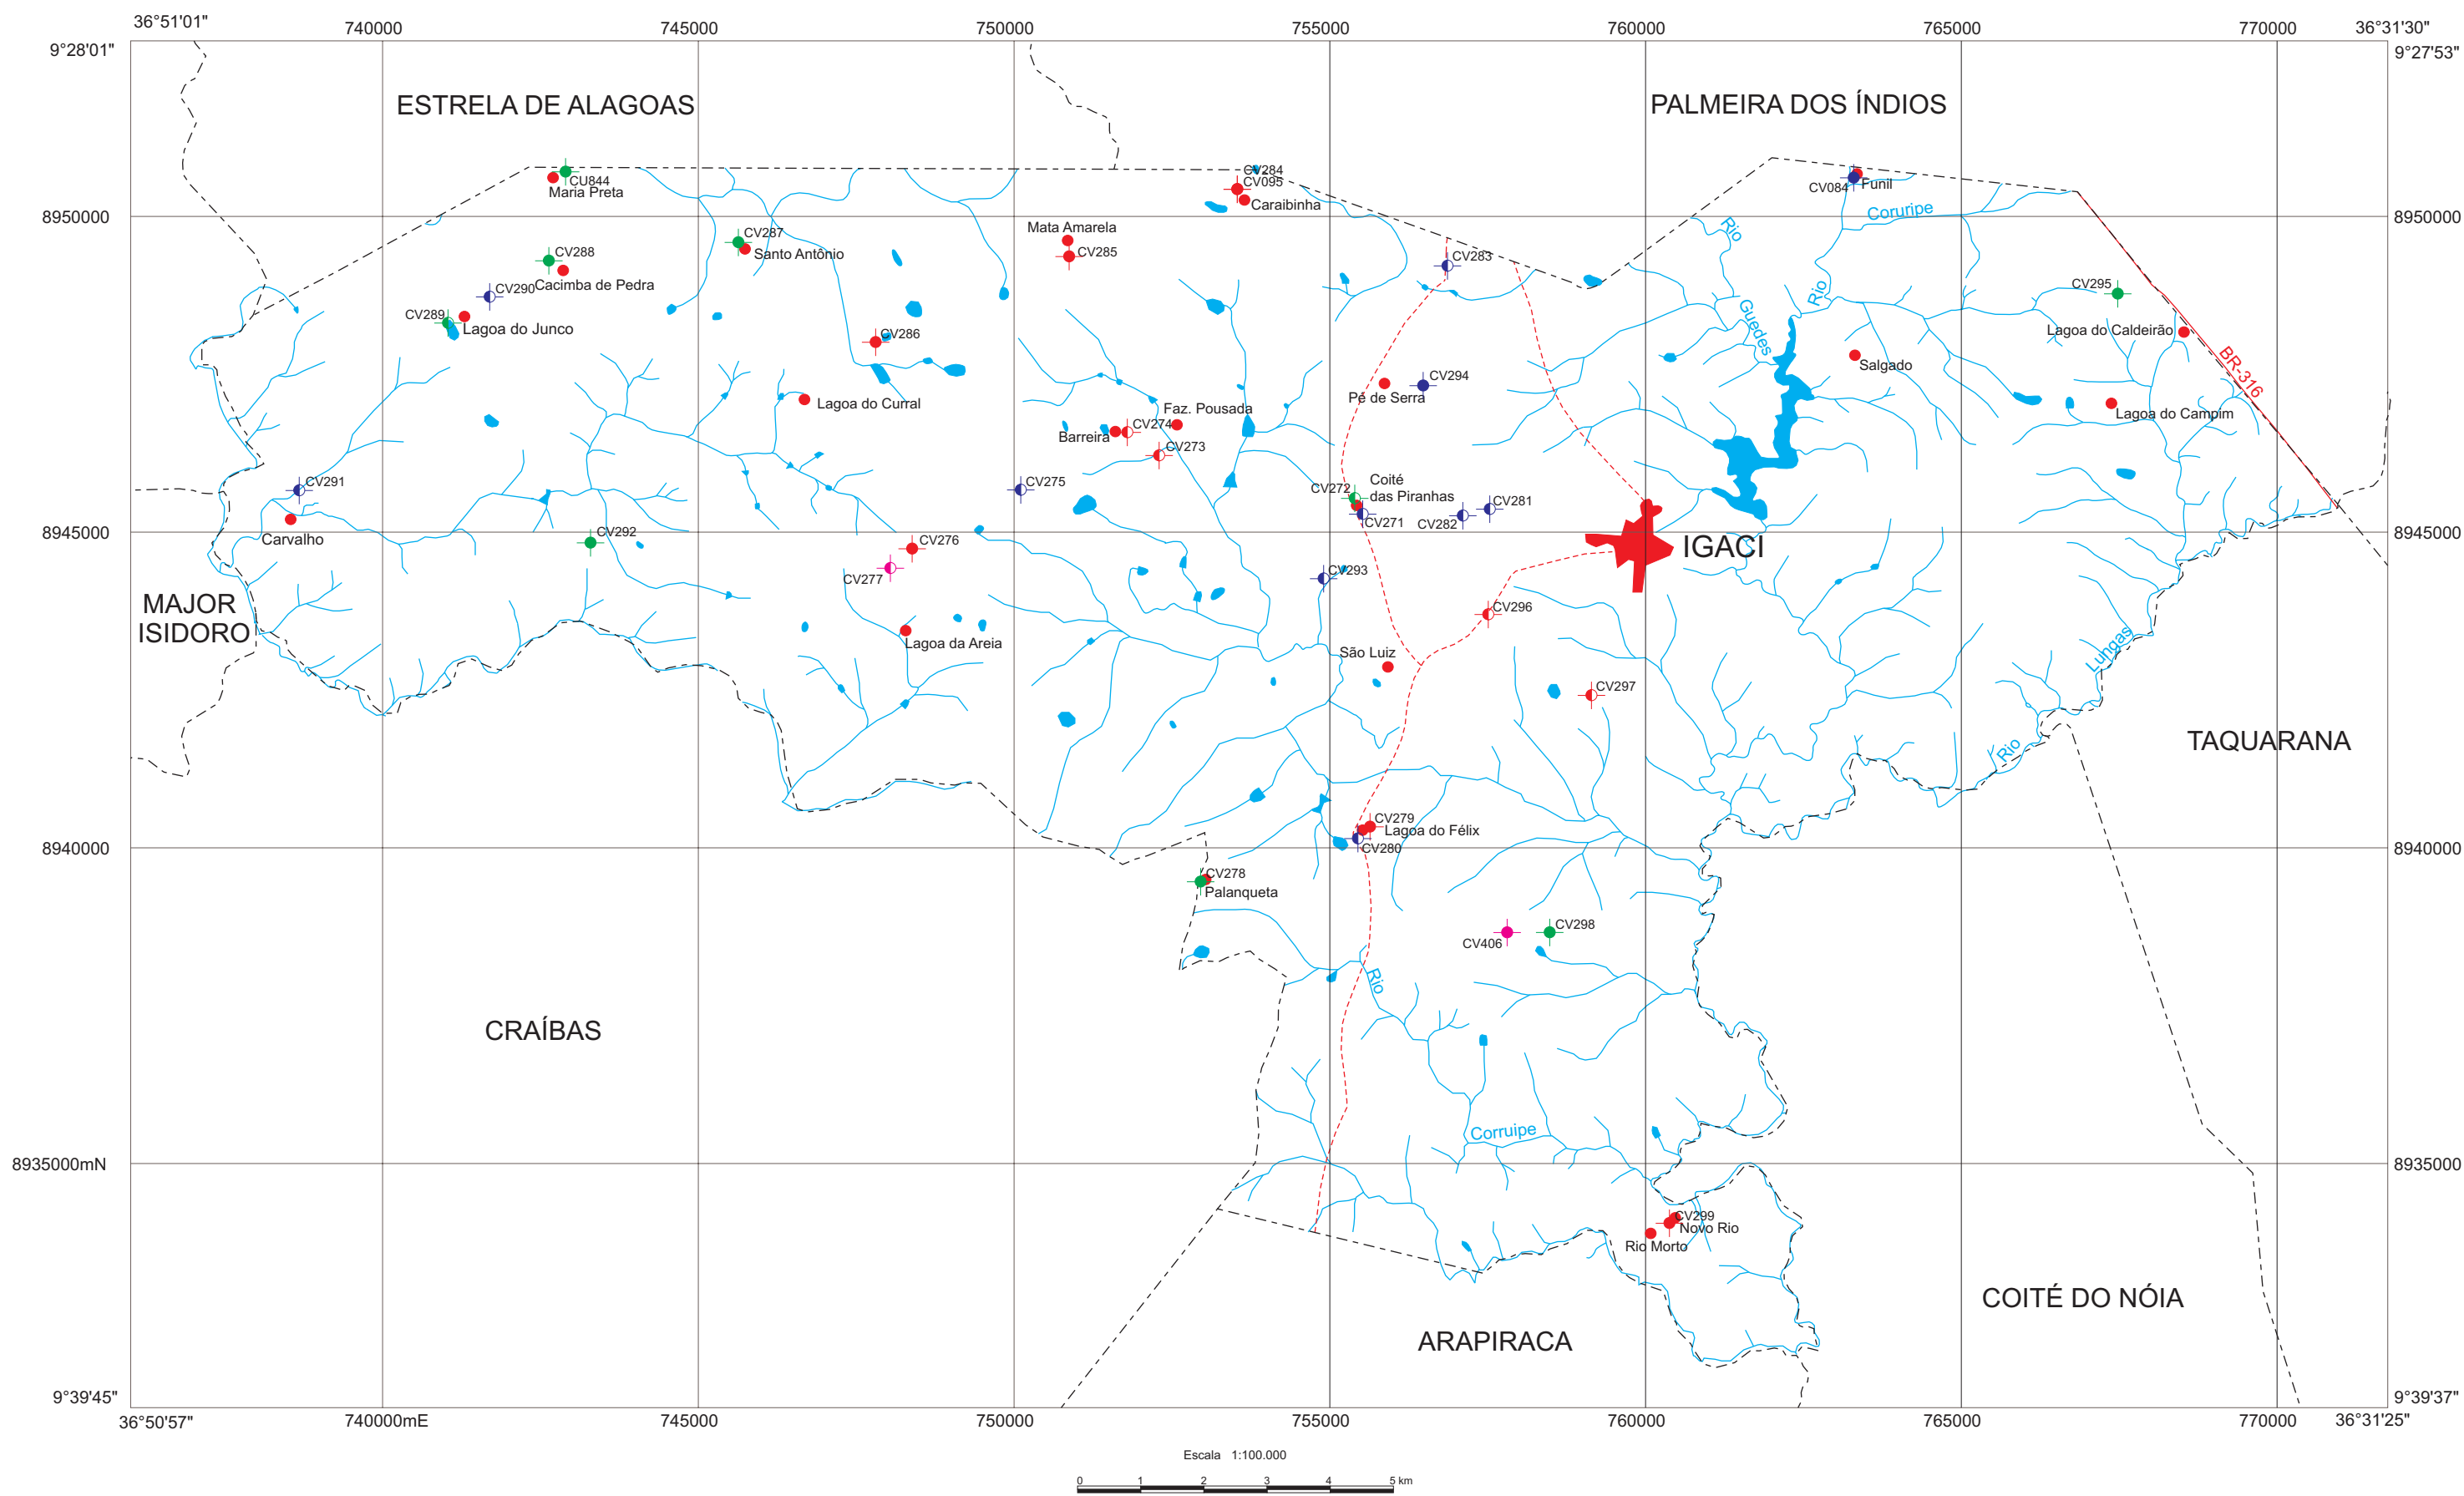 36°51'01"
740000
745000
750000
755000
760000
765000
770000
36°31'30"
9°28'01"
9°27'53"
ESTRELA DE ALAGOAS
PALMEIRA DOS ÍNDIOS
CV284
CV095
Caraibinha
CU844
Maria Preta
CV084
Funil
8950000
8950000
Coruripe
Rio
Mata Amarela
CV285
CV287
Santo Antônio
CV288
Cacimba de Pedra
CV283
CV290
CV295
Rio
Guedes
CV289
Lagoa do Junco
CV286
Lagoa do Caldeirão
BR-316
Salgado
CV294
Pé de Serra
Lagoa do Curral
Faz. Pousada
Lagoa do Campim
Barreira
CV274
CV273
CV291
CV275
CV272
Coité
das Piranhas
CV271
CV281
CV282
Carvalho
8945000
8945000
CV292
CV276
CV277
IGACI
CV293
MAJOR
ISIDORO
CV296
Lagoa da Areia
São Luiz
Lungas
CV297
TAQUARANA
Rio
CV279
Lagoa do Félix
CV280
8940000
8940000
CV278
Palanqueta
CV406
CV298
Rio
CRAÍBAS
Corruipe
8935000mN
8935000
CV299
Novo Rio
Rio Morto
COITÉ DO NÓIA
ARAPIRACA
9°39'45"
9°39'37"
36°50'57"
740000mE
745000
750000
755000
760000
765000
770000
36°31'25"
Escala 1:100.000
0 1 2 3 4 5 km